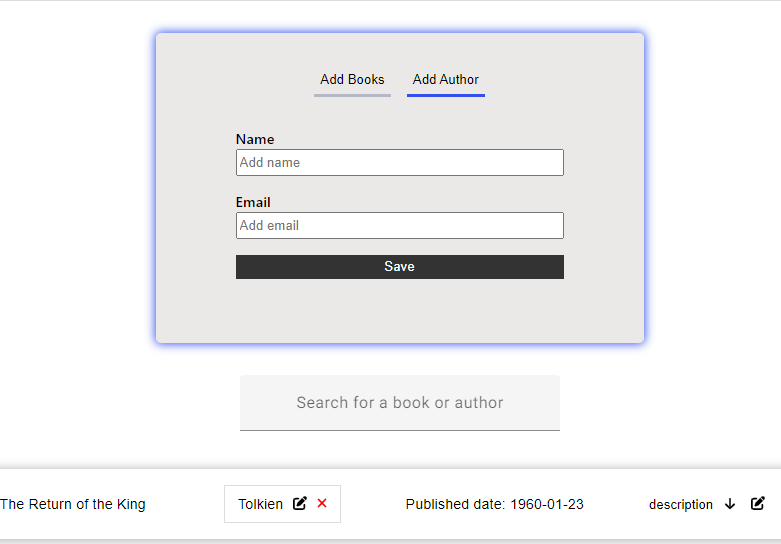 Add Books Add Author
Name
Add name
Email
Add email
Save
Search for a book or author
The Return of the King Tolkien Published date: 1960-01-23 description